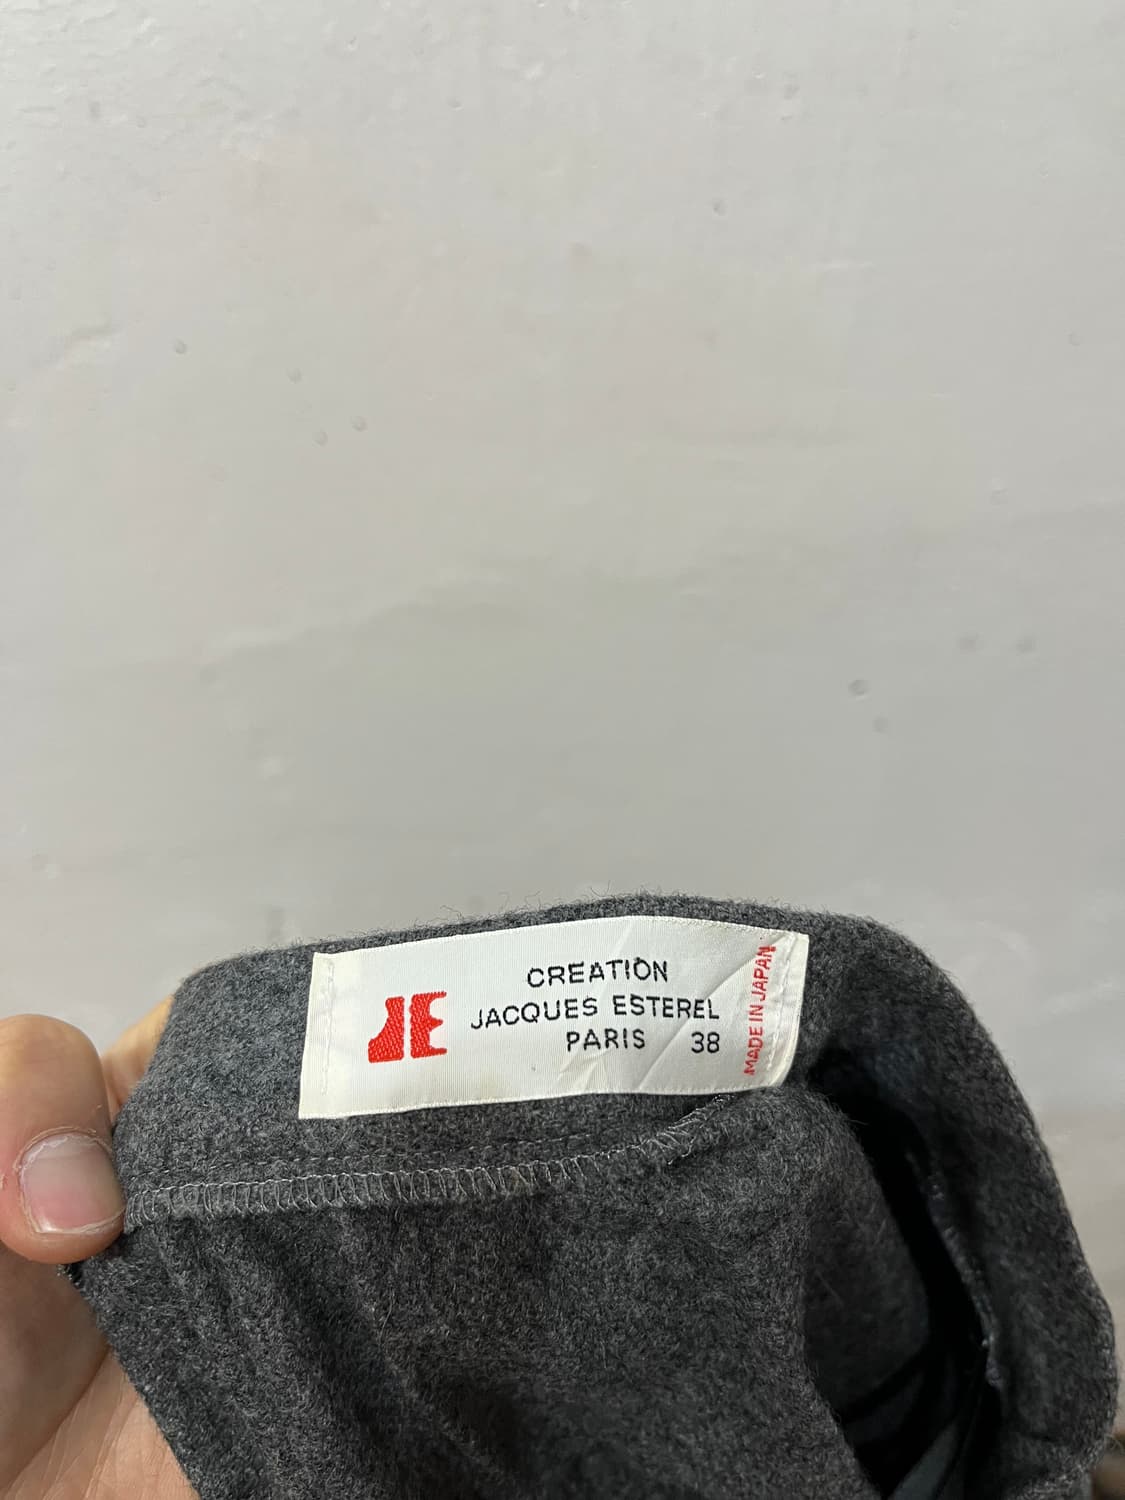 JE
CREATION
JACQUES ESTEREL
PARIS 38
MADE IN JAPAN